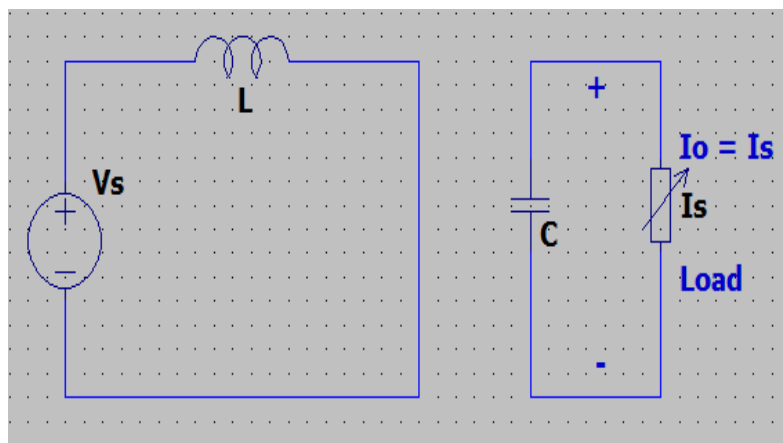 L
Vs
+
−
C
+
-
Io = Is
Is
Load